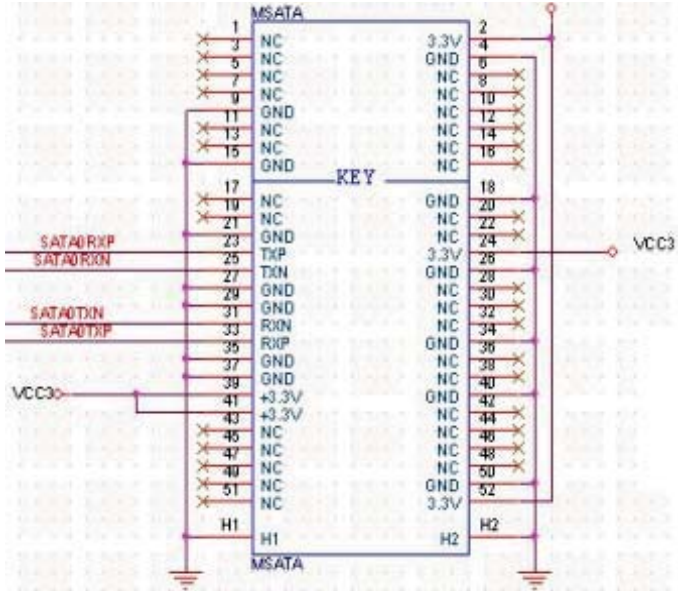 MSATA
1 NC 3.3V 2
3 NC GND 4
5 NC NC 6
7 NC NC 8
9 GND NC 10
11 NC NC 12
13 NC NC 14
15 GND NC 16
KEY
17 NC GND 18
19 NC NC 20
21 GND NC 22
SATA0RXP 23 TXP 3.3V 24 VCC3
SATA0RXN 25 TXN GND 26
27 GND NC 28
29 GND NC 30
SATA0TXN 31 RXN NC 32
SATA0TXP 33 RXP GND 34
35 GND NC 36
37 GND NC 38
VCC3 39 +3.3V GND 40
41 +3.3V NC 42
43 NC NC 44
45 NC NC 46
47 NC NC 48
49 NC GND 50
51 NC 3.3V 52
H1 H1 H2 H2
MSATA